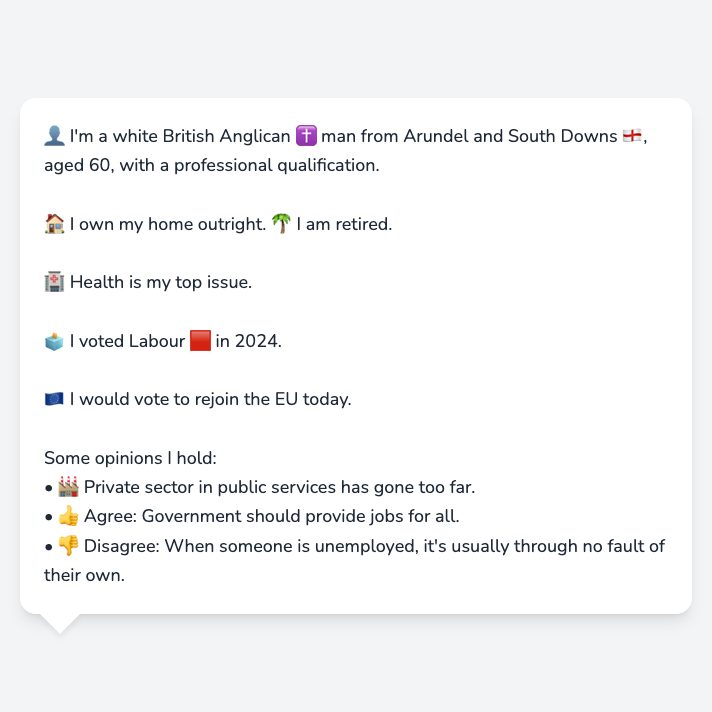 👤 I'm a white British Anglican ✝️ man from Arundel and South Downs 🏴󠁧󠁢󠁥󠁮󠁧󠁿,
aged 60, with a professional qualification.
🏠 I own my home outright. 🌴 I am retired.
🏥 Health is my top issue.
🗳️ I voted Labour 🟥 in 2024.
🇪🇺 I would vote to rejoin the EU today.
Some opinions I hold:
• 🏭 Private sector in public services has gone too far.
• 👍 Agree: Government should provide jobs for all.
• 👎 Disagree: When someone is unemployed, it's usually through no fault of
their own.